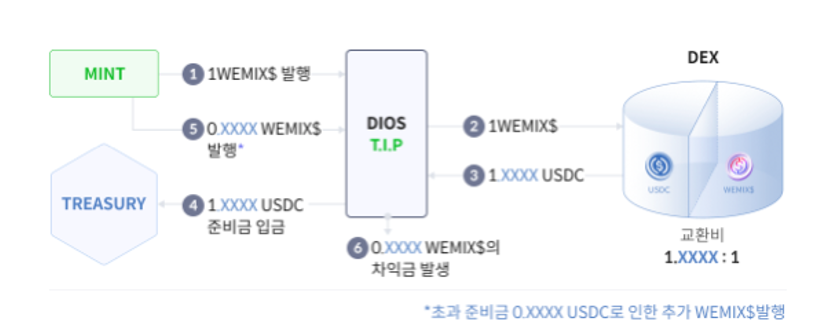 DEX
MINT
1 1WEMIX$ 발행
5 0.XXXX WEMIX$
발행*
DIOS
T.I.P
2 1WEMIX$
3 1.XXXX USDC
USDC
WEMIX$
TREASURY
4 1.XXXX USDC
준비금 입금
6 0.XXXX WEMIX$의
차익금 발생
교환비
1.XXXX : 1
*초과 준비금 0.XXXX USDC로 인한 추가 WEMIX$발행